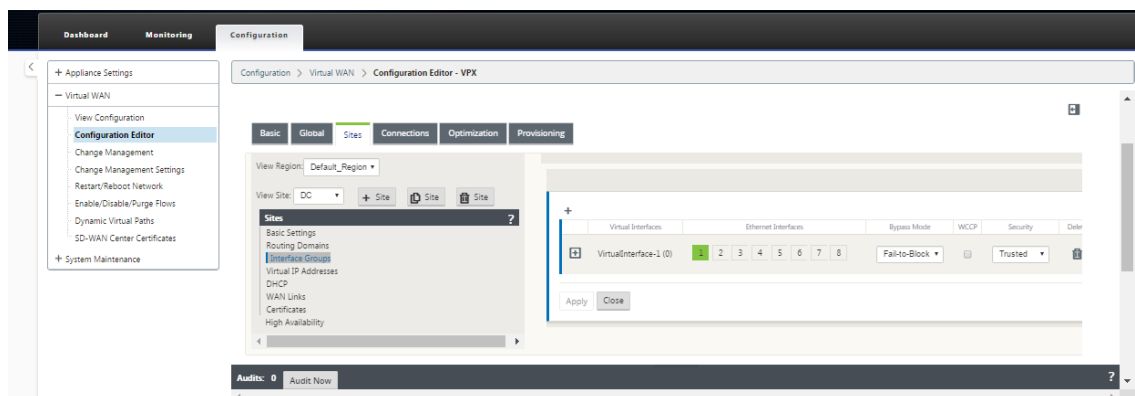 Dashboard Monitoring Configuration
+ Appliance Settings
− Virtual WAN
View Configuration
Configuration Editor
Change Management
Change Management Settings
Restart/Reboot Network
Enable/Disable/Purge Flows
Dynamic Virtual Paths
SD-WAN Center Certificates
+ System Maintenance
Configuration > Virtual WAN > Configuration Editor - VPX
Basic Global Sites Connections Optimization Provisioning
View Region: Default_Region
View Site: DC + Site Site Site
Sites ?
Basic Settings
Routing Domains
Interface Groups
Virtual IP Addresses
DHCP
WAN Links
Certificates
High Availability
+
Virtual Interfaces Ethernet Interfaces Bypass Mode WCCP Security Dele
+ VirtualInterface-1 (0) 1 2 3 4 5 6 7 8 Fail-to-Block Trusted
Apply Close
Audits: 0 Audit Now ?